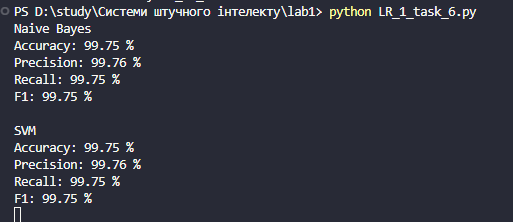 PS D:\study\Системи штучного інтелекту\lab1> python LR_1_task_6.py
Naive Bayes
Accuracy: 99.75 %
Precision: 99.76 %
Recall: 99.75 %
F1: 99.75 %
SVM
Accuracy: 99.75 %
Precision: 99.76 %
Recall: 99.75 %
F1: 99.75 %